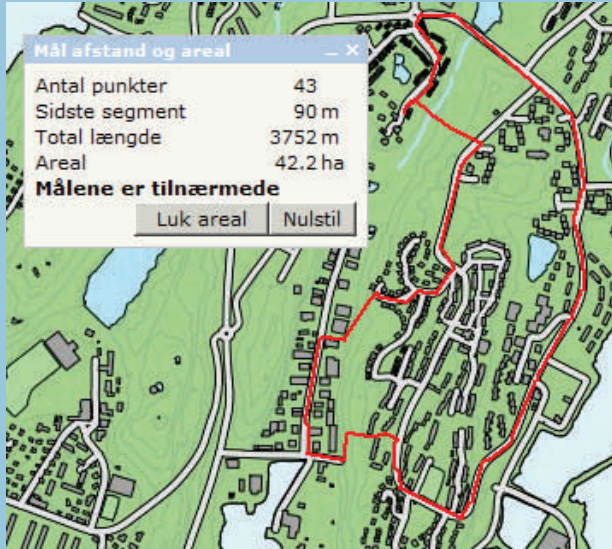 Mål afstand og areal
Antal punkter 43
Sidste segment 90 m
Total længde 3752 m
Areal 42.2 ha
Målene er tilnærmede
Luk areal Nulstil